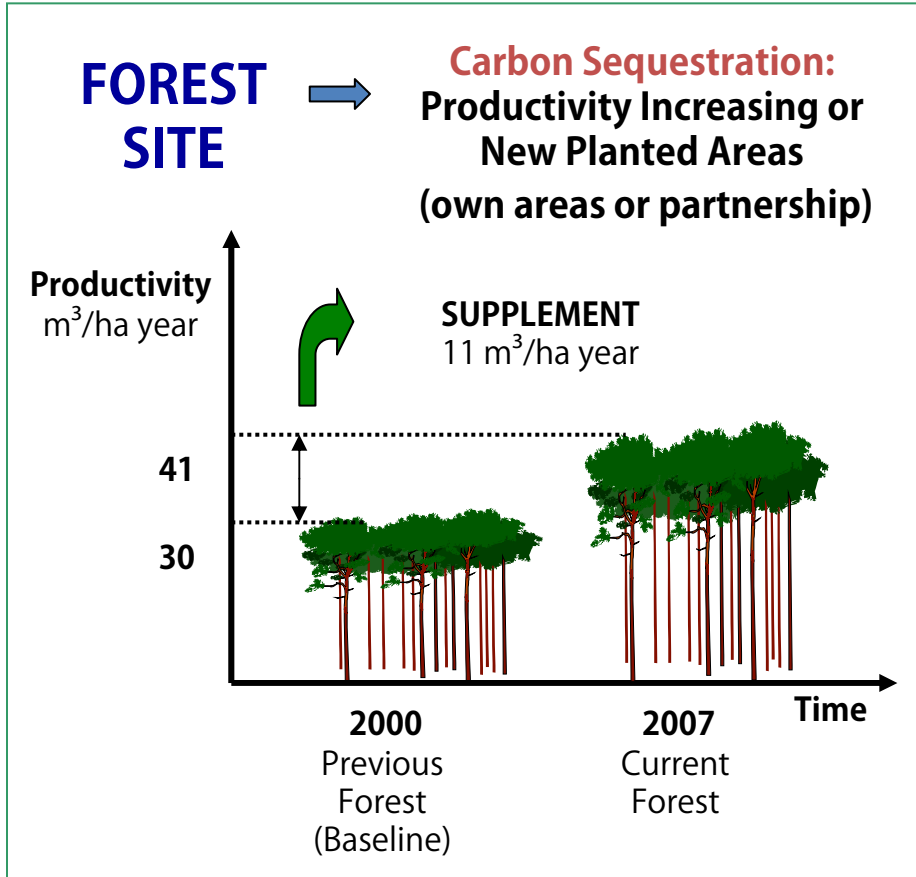 FOREST
SITE
Carbon Sequestration:
Productivity Increasing or
New Planted Areas
(own areas or partnership)
Productivity
m³/ha year
SUPPLEMENT
11 m³/ha year
41
30
Time
2000
Previous
Forest
(Baseline)
2007
Current
Forest